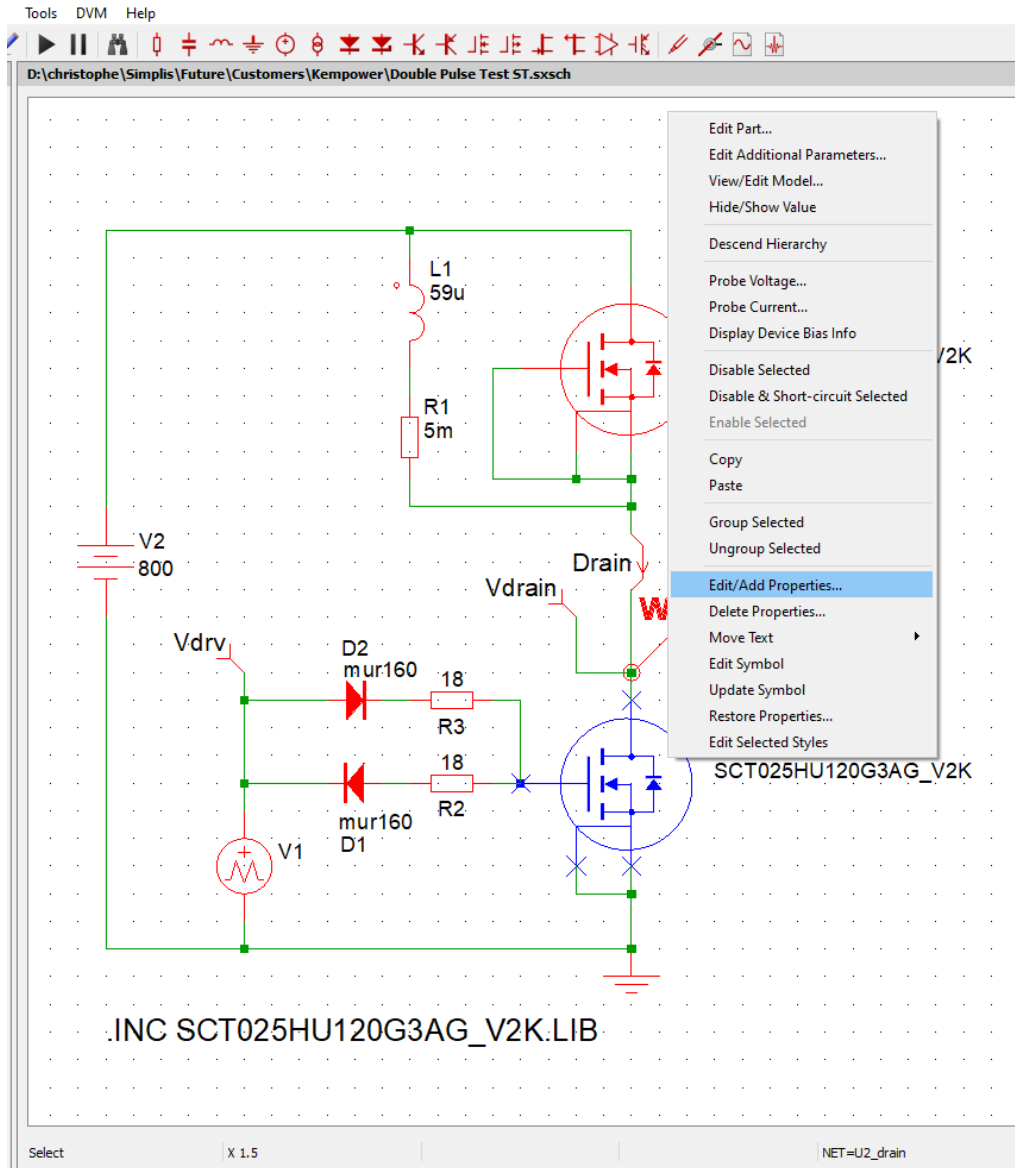 Tools DVM Help
D:\christophe\Simplis\Future\Customers\Kempower\Double Pulse Test ST.sxsch
Edit Part...
Edit Additional Parameters...
View/Edit Model...
Hide/Show Value
Descend Hierarchy
Probe Voltage...
Probe Current...
Display Device Bias Info
Disable Selected
Disable & Short-circuit Selected
Enable Selected
Copy
Paste
Group Selected
Ungroup Selected
Edit/Add Properties...
Delete Properties...
Move Text
Edit Symbol
Update Symbol
Restore Properties...
Edit Selected Styles
L1
59u
V2K
R1
5m
V2
800
Drain
Vdrain
W
Vdrv
D2
mur160
18
R3
18
SCT025HU120G3AG_V2K
R2
mur160
D1
V1
.INC SCT025HU120G3AG_V2K.LIB
Select X 1.5 NET=U2_drain